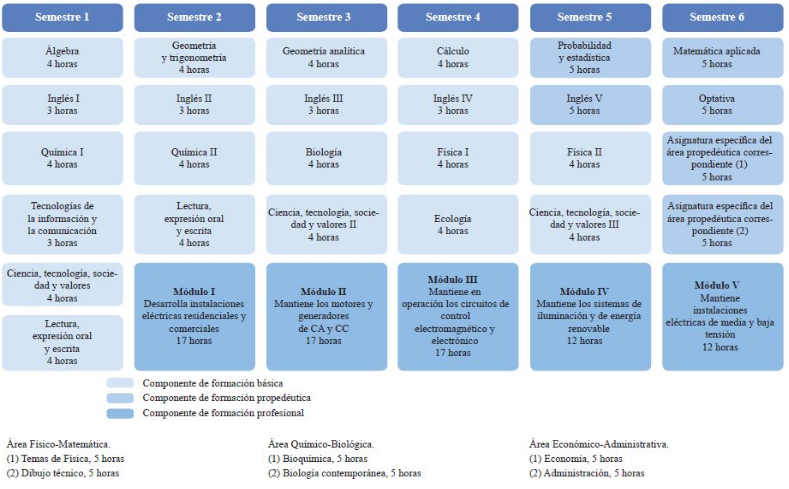 Semestre 1
Semestre 2
Semestre 3
Semestre 4
Semestre 5
Semestre 6
Álgebra
4 horas
Geometría
y trigonometría
4 horas
Geometría analítica
4 horas
Cálculo
4 horas
Probabilidad
y estadística
5 horas
Matemática aplicada
5 horas
Inglés I
3 horas
Inglés II
3 horas
Inglés III
3 horas
Inglés IV
3 horas
Inglés V
5 horas
Optativa
5 horas
Química I
4 horas
Química II
4 horas
Biología
4 horas
Física I
4 horas
Física II
4 horas
Asignatura específica del
área propedéutica corres-
pondiente (1)
5 horas
Tecnologías de
la información y
la comunicación
3 horas
Lectura,
expresión oral
y escrita
4 horas
Ciencia, tecnología, socie-
dad y valores II
4 horas
Ecología
4 horas
Ciencia, tecnología, socie-
dad y valores III
4 horas
Asignatura específica del
área propedéutica corres-
pondiente (2)
5 horas
Ciencia, tecnología, socie-
dad y valores
4 horas
Lectura,
expresión oral
y escrita
4 horas
Módulo I
Desarrolla instalaciones
eléctricas residenciales y
comerciales
17 horas
Módulo II
Mantiene los motores y
generadores
de CA y CC
17 horas
Módulo III
Mantiene en
operación los circuitos de
control
electromagnético y
electrónico
17 horas
Módulo IV
Mantiene los sistemas de
iluminación y de energía
renovable
12 horas
Módulo V
Mantiene
instalaciones
eléctricas de media y baja
tensión
12 horas
Componente de formación básica
Componente de formación propedéutica
Componente de formación profesional
Área Físico-Matemática.
(1) Temas de Física, 5 horas
(2) Dibujo técnico, 5 horas
Área Químico-Biológica.
(1) Bioquímica, 5 horas
(2) Biología contemporánea, 5 horas
Área Económico-Administrativa.
(1) Economía, 5 horas
(2) Administración, 5 horas